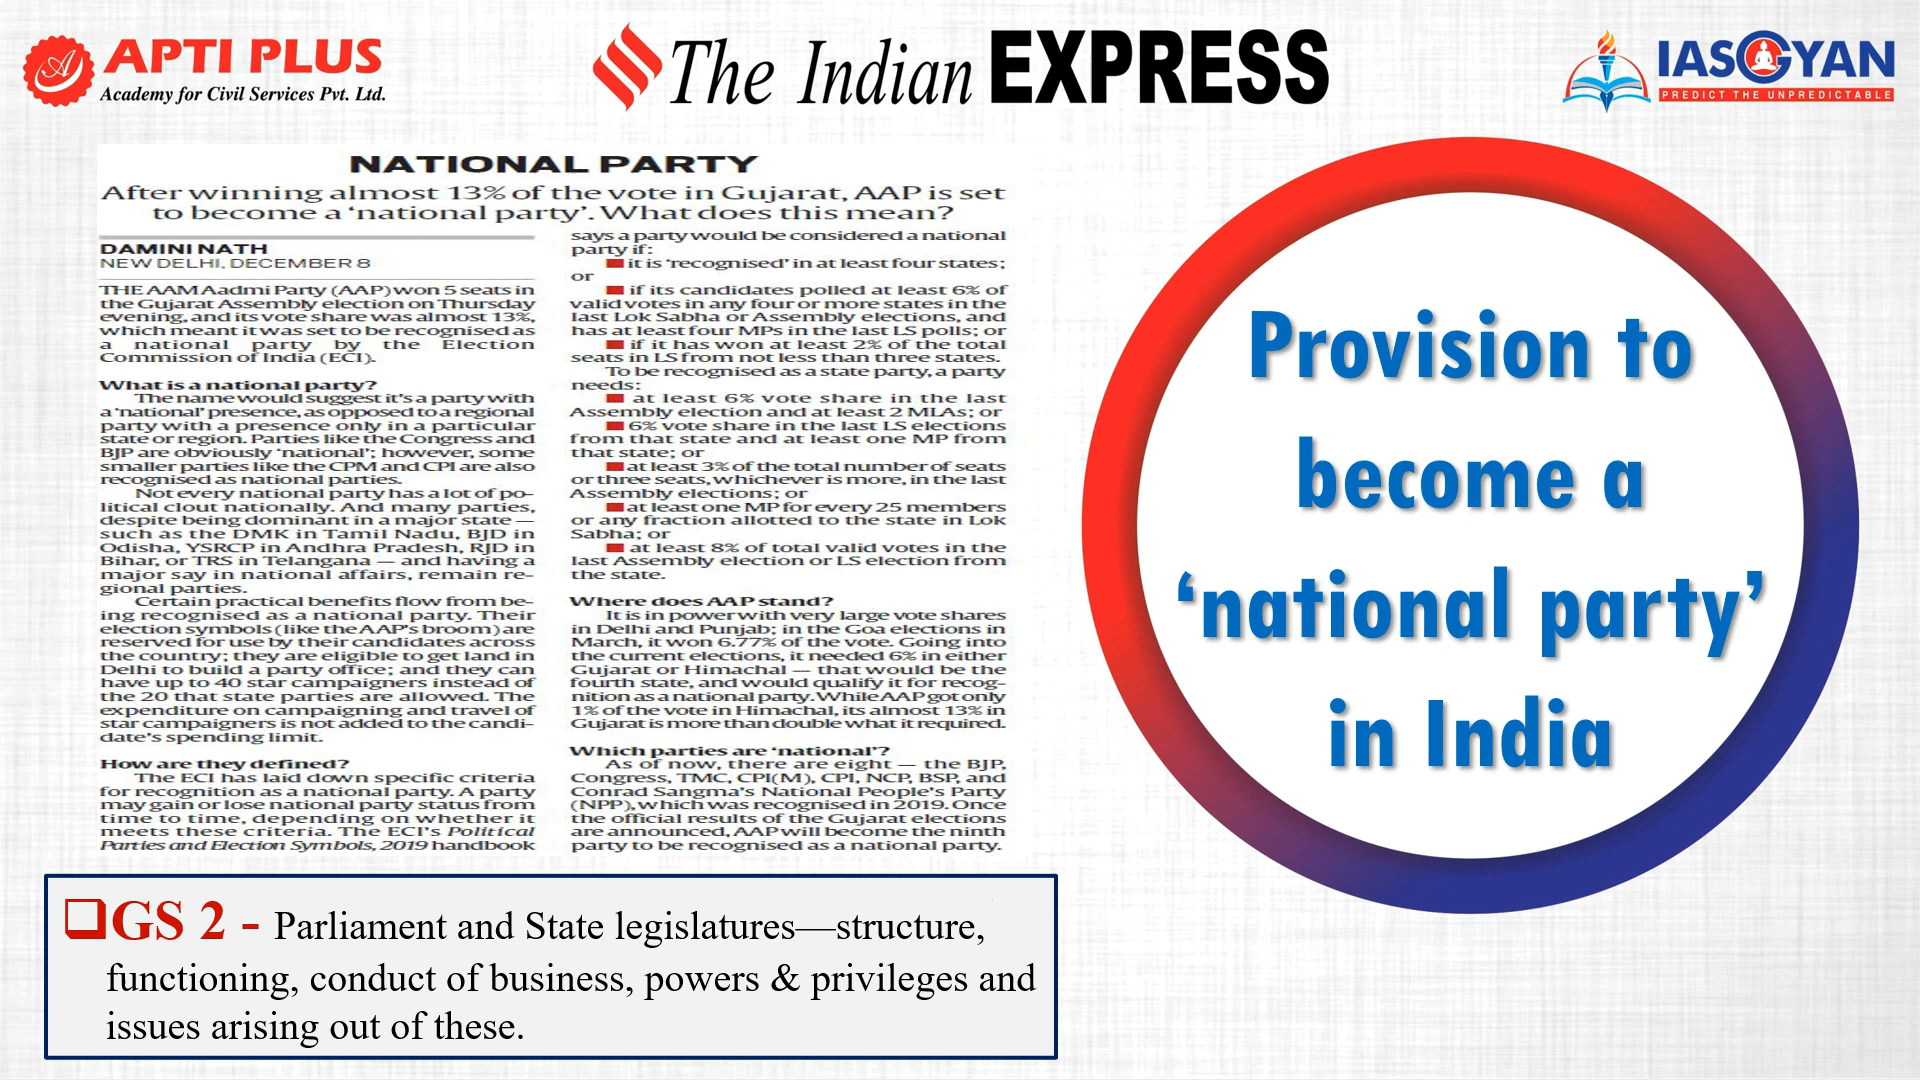 APTI PLUS
Academy for Civil Services Pvt. Ltd.
The Indian EXPRESS
IASGYAN
PREDICT THE UNPREDICTABLE
NATIONAL PARTY
After winning almost 13% of the vote in Gujarat, AAP is set
to become a ‘national party’. What does this mean?
DAMINI NATH
NEW DELHI, DECEMBER 8
THE AAM Aadmi Party (AAP) won 5 seats in
the Gujarat Assembly election on Thursday
evening, and its vote share was almost 13%,
which meant it was set to be recognised as
a national party by the Election
Commission of India (ECI).
What is a national party?
The name would suggest it’s a party with
a ‘national’ presence, as opposed to a regional
party with a presence only in a particular
state or region. Parties like the Congress and
BJP are obviously ‘national’; however, some
smaller parties like the CPM and CPI are also
recognised as national parties.
Not every national party has a lot of po-
litical clout nationally. And many parties,
despite being dominant in a major state —
such as the DMK in Tamil Nadu, BJD in
Odisha, YSRCP in Andhra Pradesh, RJD in
Bihar, or TRS in Telangana — and having a
major say in national affairs, remain re-
gional parties.
Certain practical benefits flow from be-
ing recognised as a national party. Their
election symbols (like the AAP’s broom) are
reserved for use by their candidates across
the country; they are eligible to get land in
Delhi to build a party office; and they can
have up to 40 star campaigners instead of
the 20 that state parties are allowed. The
expenditure on campaigning and travel of
star campaigners is not added to the candi-
date’s spending limit.
How are they defined?
The ECI has laid down specific criteria
for recognition as a national party. A party
may gain or lose national party status from
time to time, depending on whether it
meets these criteria. The ECI’s Political
Parties and Election Symbols, 2019 handbook
says a party would be considered a national
party if:
■ it is ‘recognised’ in at least four states;
or
■ if its candidates polled at least 6% of
valid votes in any four or more states in the
last Lok Sabha or Assembly elections, and
has at least four MPs in the last LS polls; or
■ if it has won at least 2% of the total
seats in LS from not less than three states.
To be recognised as a state party, a party
needs:
■ at least 6% vote share in the last
Assembly election and at least 2 MLAs; or
■ 6% vote share in the last LS elections
from that state and at least one MP from
that state; or
■ at least 3% of the total number of seats
or three seats, whichever is more, in the last
Assembly elections; or
■ at least one MP for every 25 members
or any fraction allotted to the state in Lok
Sabha; or
■ at least 8% of total valid votes in the
last Assembly election or LS election from
the state.
Where does AAP stand?
It is in power with very large vote shares
in Delhi and Punjab; in the Goa elections in
March, it won 6.77% of the vote. Going into
the current elections, it needed 6% in either
Gujarat or Himachal — that would be the
fourth state, and would qualify it for recog-
nition as a national party. While AAP got only
1% of the vote in Himachal, its almost 13% in
Gujarat is more than double what it required.
Which parties are ‘national’?
As of now, there are eight — the BJP,
Congress, TMC, CPI(M), CPI, NCP, BSP, and
Conrad Sangma’s National People’s Party
(NPP), which was recognised in 2019. Once
the official results of the Gujarat elections
are announced, AAP will become the ninth
party to be recognised as a national party.
Provision to
become a
‘national party’
in India
❑GS 2 - Parliament and State legislatures—structure,
functioning, conduct of business, powers & privileges and
issues arising out of these.